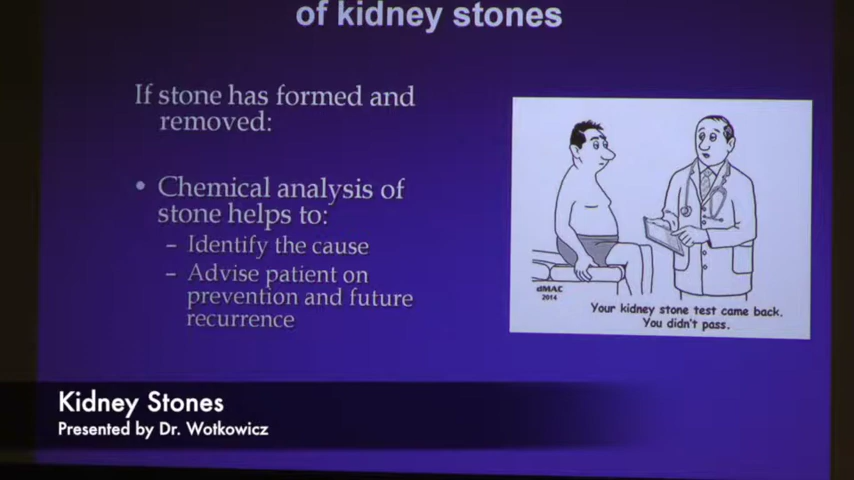 of kidney stones
If stone has formed and
removed:
• Chemical analysis of
stone helps to:
– Identify the cause
– Advise patient on
prevention and future
recurrence
dMAC
2014
Your kidney stone test came back.
You didn't pass.
Kidney Stones
Presented by Dr. Wotkowicz